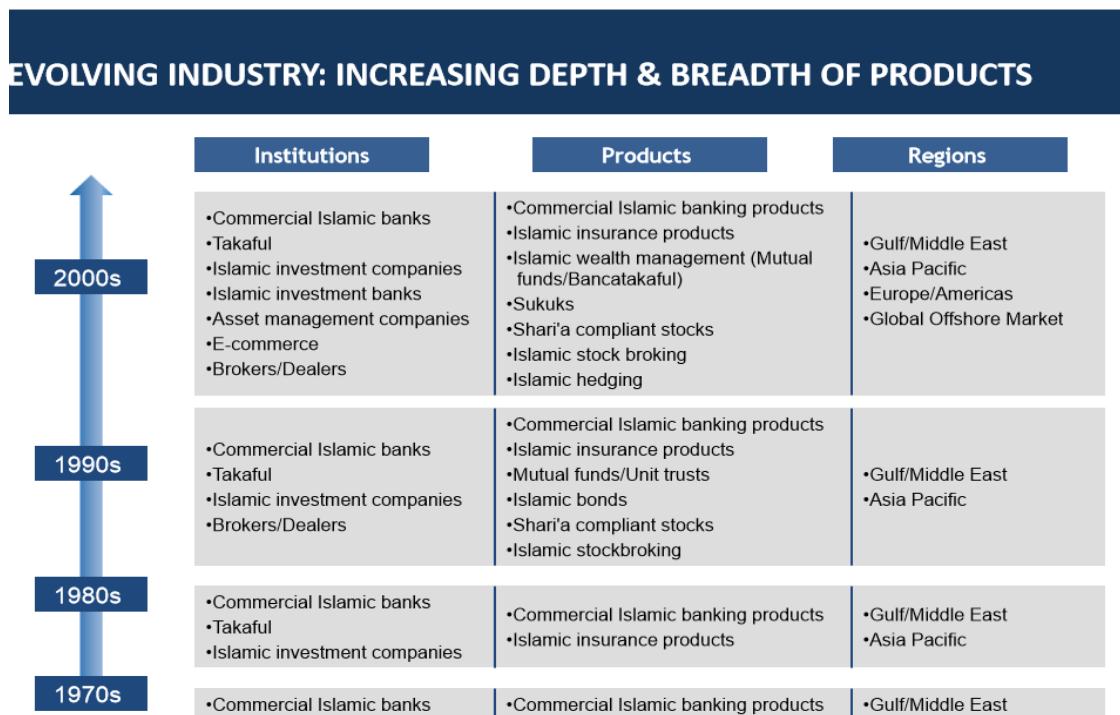 EVOLVING INDUSTRY: INCREASING DEPTH & BREADTH OF PRODUCTS
Institutions
Products
Regions
2000s
•Commercial Islamic banks
•Takaful
•Islamic investment companies
•Islamic investment banks
•Asset management companies
•E-commerce
•Brokers/Dealers
•Commercial Islamic banking products
•Islamic insurance products
•Islamic wealth management (Mutual
funds/Bancatakaful)
•Sukuks
•Shari'a compliant stocks
•Islamic stock broking
•Islamic hedging
•Gulf/Middle East
•Asia Pacific
•Europe/Americas
•Global Offshore Market
1990s
•Commercial Islamic banks
•Takaful
•Islamic investment companies
•Brokers/Dealers
•Commercial Islamic banking products
•Islamic insurance products
•Mutual funds/Unit trusts
•Islamic bonds
•Shari'a compliant stocks
•Islamic stockbroking
•Gulf/Middle East
•Asia Pacific
1980s
•Commercial Islamic banks
•Takaful
•Islamic investment companies
•Commercial Islamic banking products
•Islamic insurance products
•Gulf/Middle East
•Asia Pacific
1970s
•Commercial Islamic banks
•Commercial Islamic banking products
•Gulf/Middle East